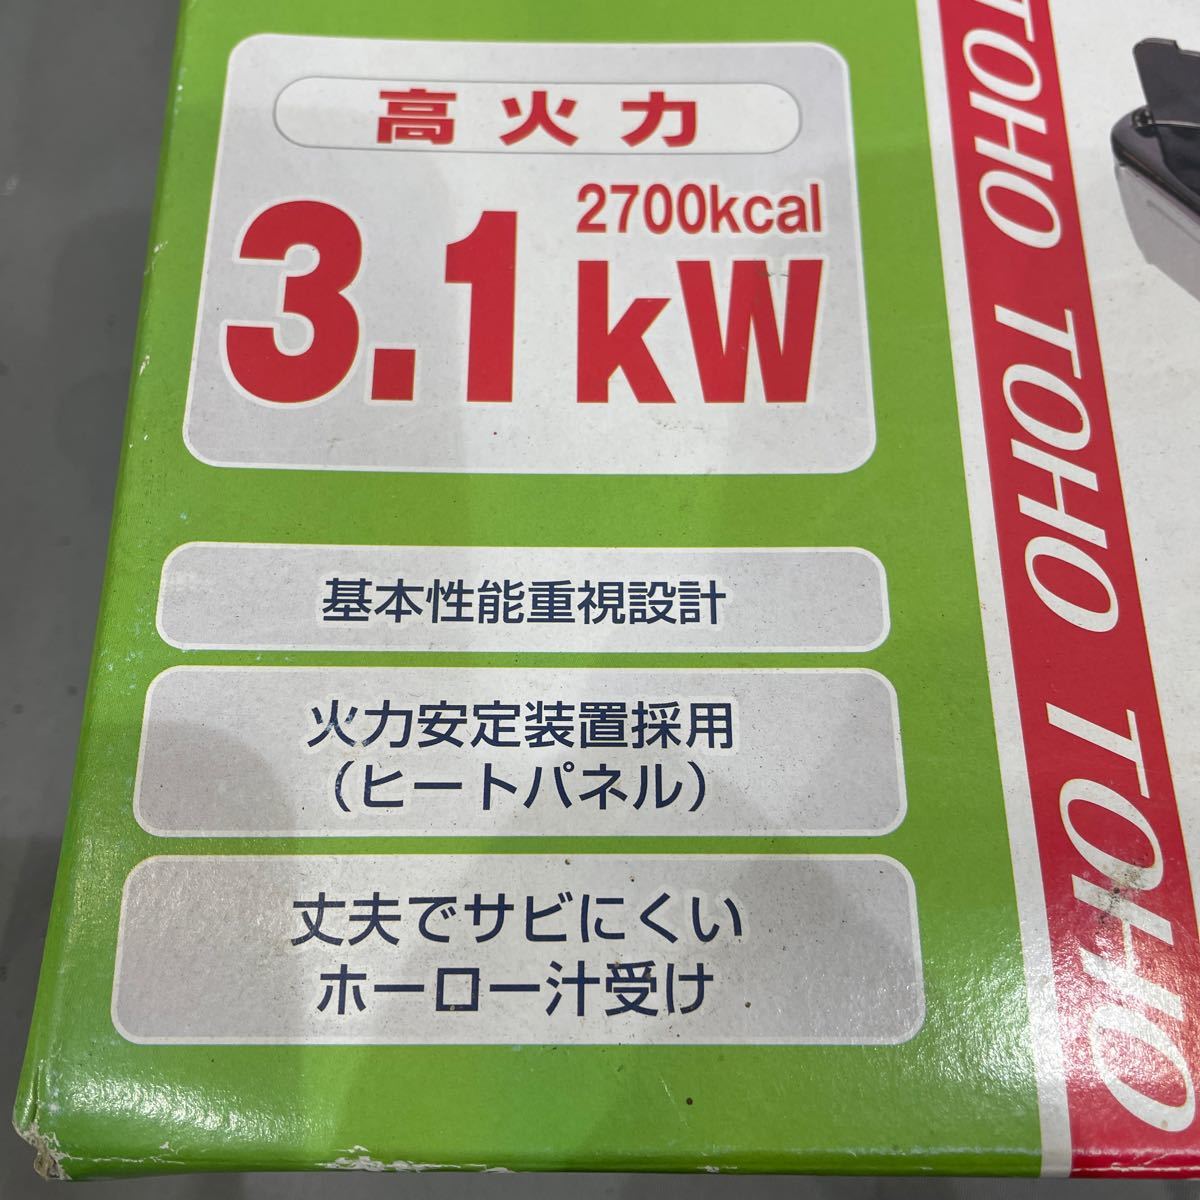 高火力
2700kcal
3.1kW
基本性能重視設計
火力安定装置採用
(ヒートパネル)
丈夫でサビにくい
ホーロー汁受け
TOHO TOHO TOHO